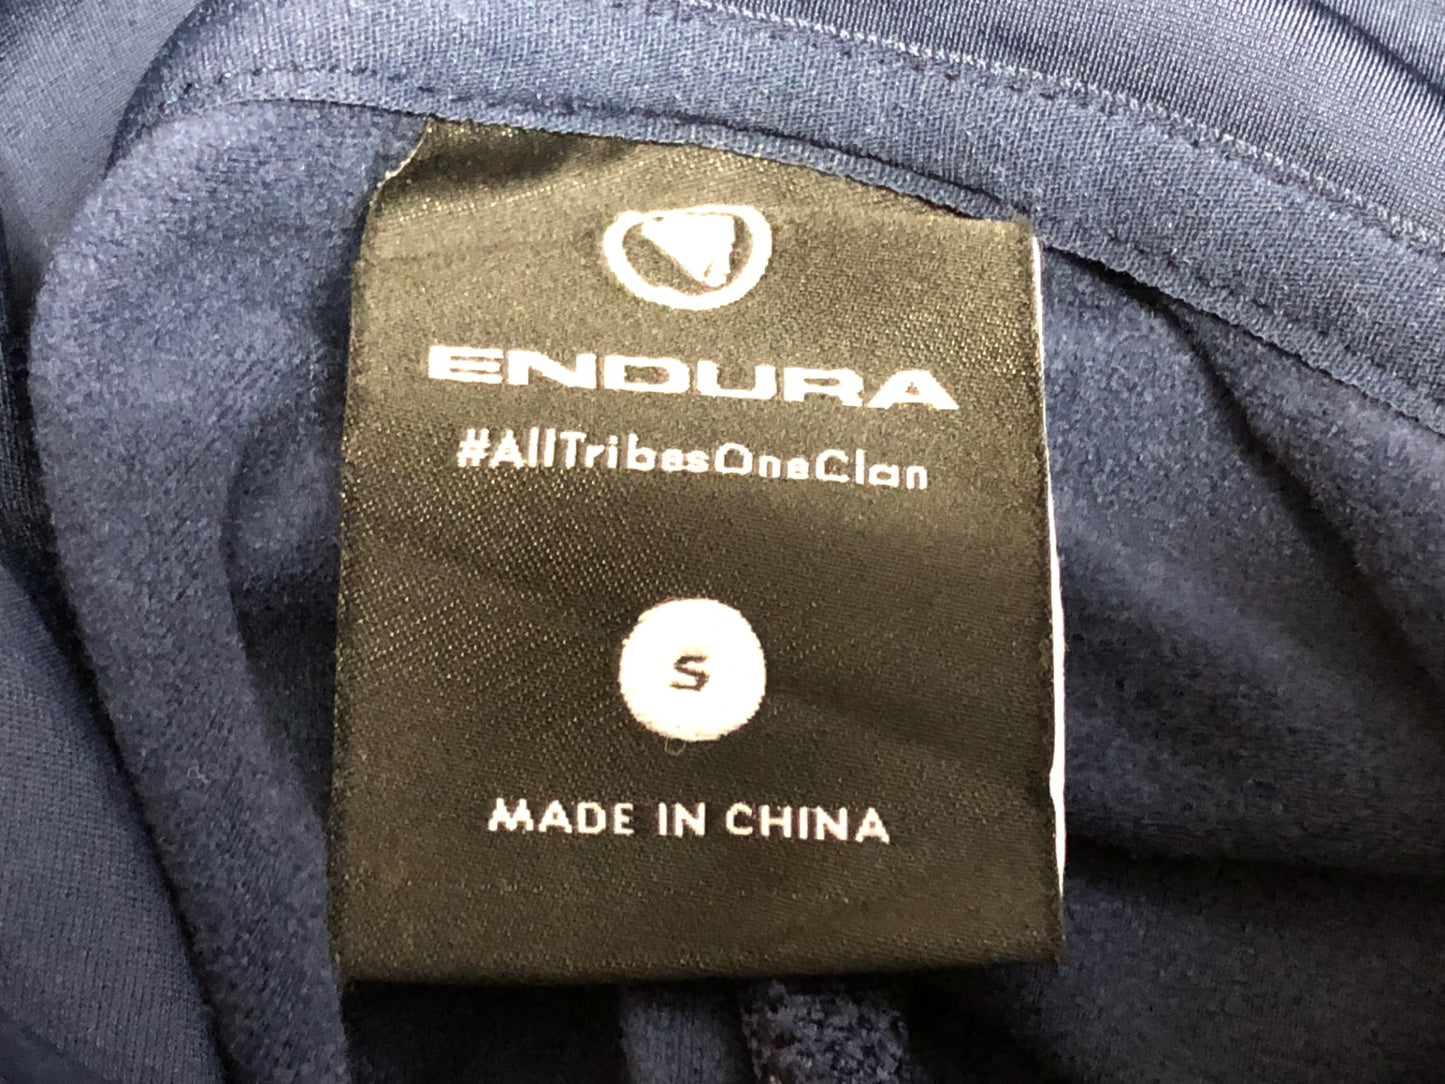 ENDURA
#AllTribesOneClan
S
MADE IN CHINA